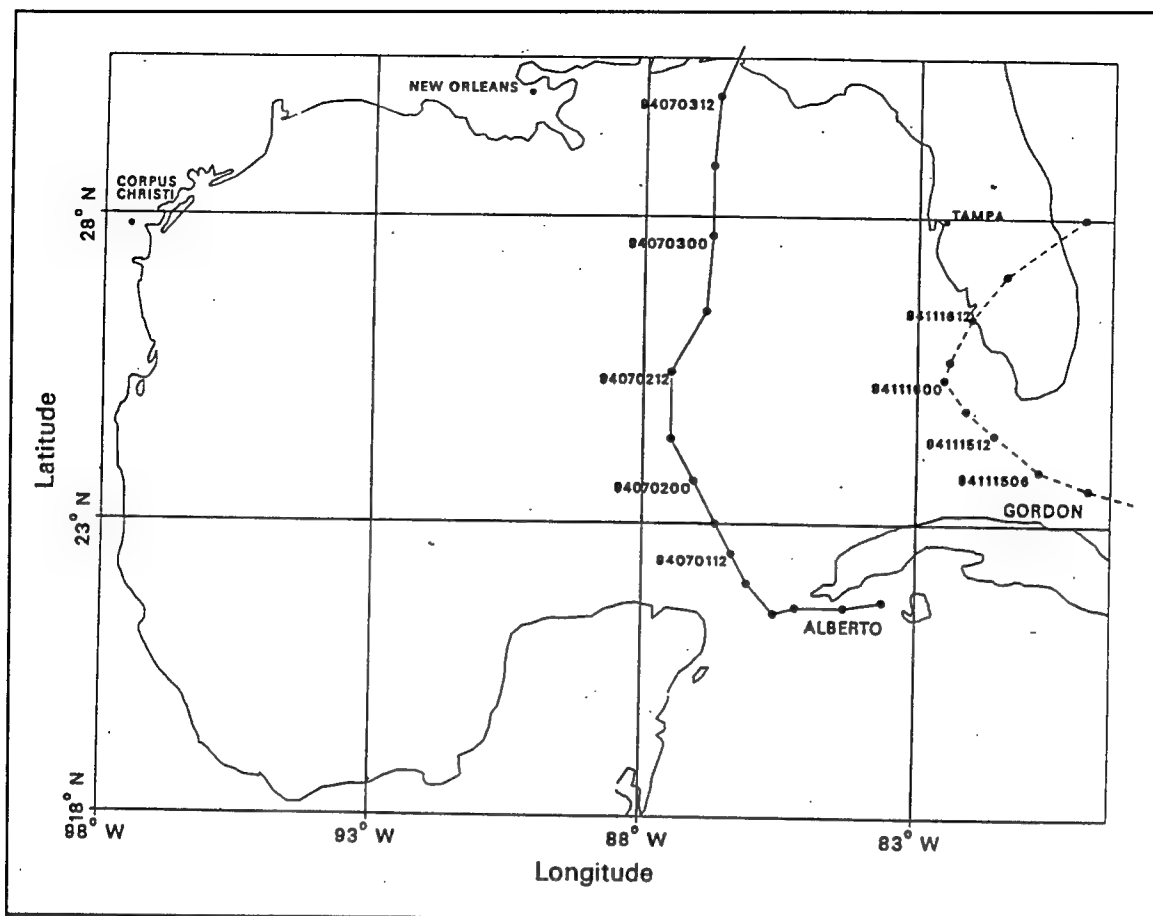 NEW ORLEANS
94070312
CORPUS
CHRISTI
28° N
TAMPA
94070300
94111612
94070212
94111600
Latitude
94111512
94070200
94111506
23° N
GORDON
94070112
ALBERTO
18° N
98° W
93° W
88° W
83° W
Longitude